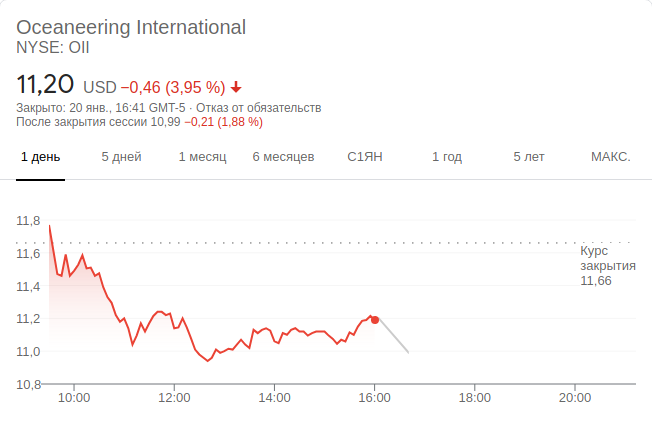 Oceaneering International
NYSE: OII
11,20 USD −0,46 (3,95 %)
Закрыто: 20 янв., 16:41 GMT-5 · Отказ от обязательств
После закрытия сессии 10,99 −0,21 (1,88 %)
1 день 5 дней 1 месяц 6 месяцев С1ЯН 1 год 5 лет МАКС.
11,8
11,6
11,4
11,2
11,0
10,8
Курс
закрытия
11,66
10:00 12:00 14:00 16:00 18:00 20:00